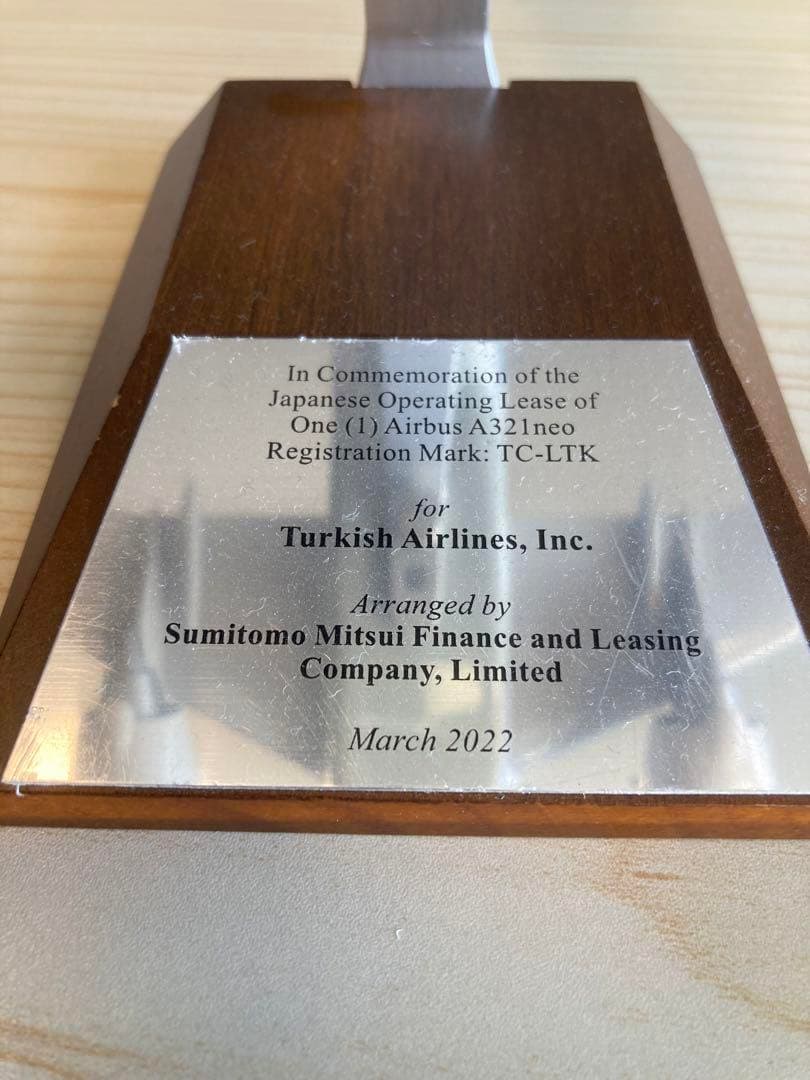 In Commemoration of the
Japanese Operating Lease of
One (1) Airbus A321neo
Registration Mark: TC-LTK
for
Turkish Airlines, Inc.
Arranged by
Sumitomo Mitsui Finance and Leasing
Company, Limited
March 2022